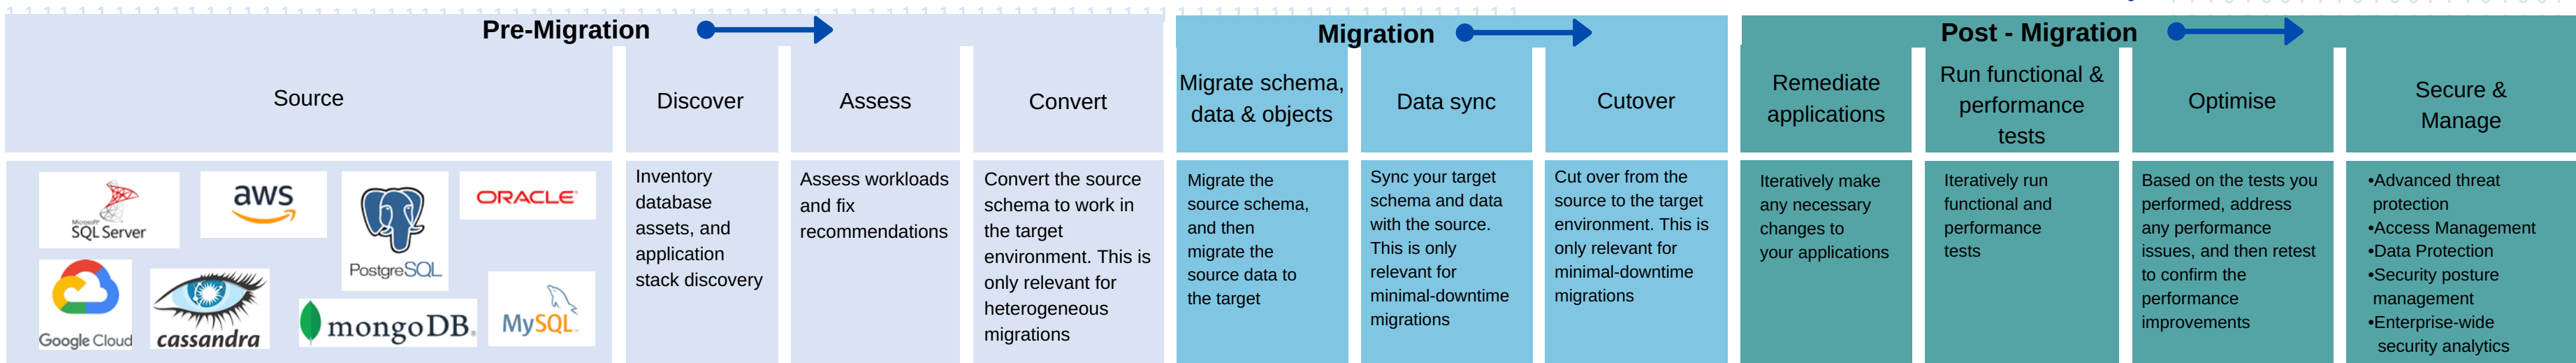 Pre-Migration
Source
Discover
Assess
Convert
Microsoft
SQL Server
aws
PostgreSQL
ORACLE
Google Cloud
cassandra
mongoDB
MySQL
Inventory
database
assets, and
application
stack discovery
Assess workloads
and fix
recommendations
Convert the source
schema to work in
the target
environment. This is
only relevant for
heterogeneous
migrations
Migration
Migrate schema,
data & objects
Data sync
Cutover
Migrate the
source schema,
and then
migrate the
source data to
the target
Sync your target
schema and data
with the source.
This is only
relevant for
minimal-downtime
migrations
Cut over from the
source to the target
environment. This is
only relevant for
minimal-downtime
migrations
Post - Migration
Remediate
applications
Run functional &
performance
tests
Optimise
Secure &
Manage
Iteratively make
any necessary
changes to
your applications
Iteratively run
functional and
performance
tests
Based on the tests you
performed, address
any performance
issues, and then retest
to confirm the
performance
improvements
•Advanced threat
protection
•Access Management
•Data Protection
•Security posture
management
•Enterprise-wide
security analytics